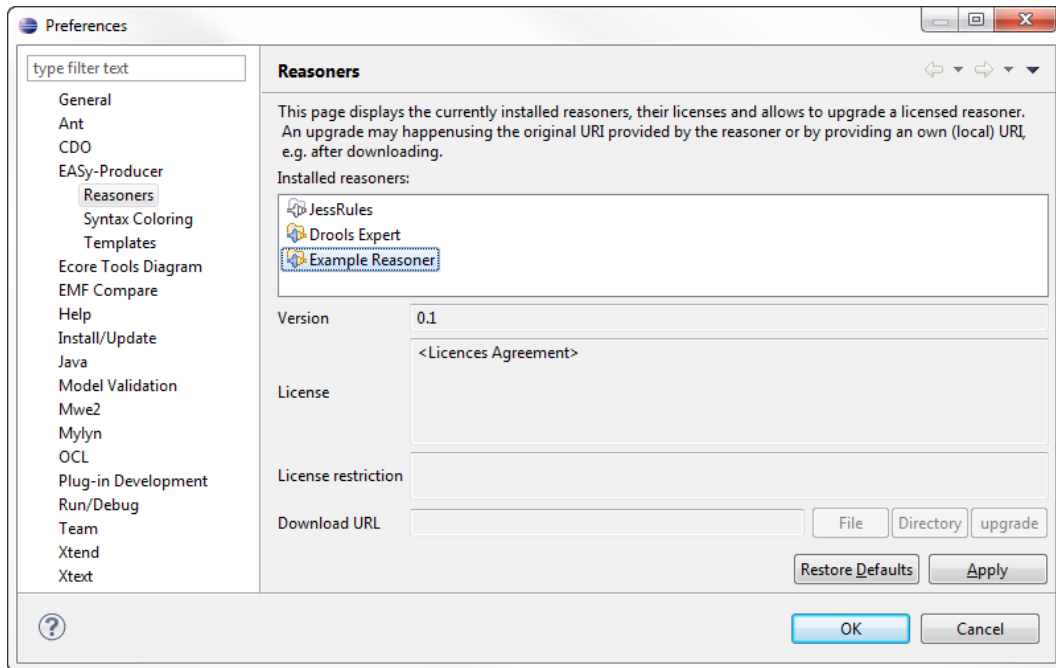 Preferences
type filter text
General
Ant
CDO
EASy-Producer
Reasoners
Syntax Coloring
Templates
Ecore Tools Diagram
EMF Compare
Help
Install/Update
Java
Model Validation
Mwe2
Mylyn
OCL
Plug-in Development
Run/Debug
Team
Xtend
Xtext
Reasoners
This page displays the currently installed reasoners, their licenses and allows to upgrade a licensed reasoner.
An upgrade may happenusing the original URI provided by the reasoner or by providing an own (local) URI,
e.g. after downloading.
Installed reasoners:
JessRules
Drools Expert
Example Reasoner
Version 0.1
<Licences Agreement>
License
License restriction
Download URL File Directory upgrade
Restore Defaults Apply
? OK Cancel